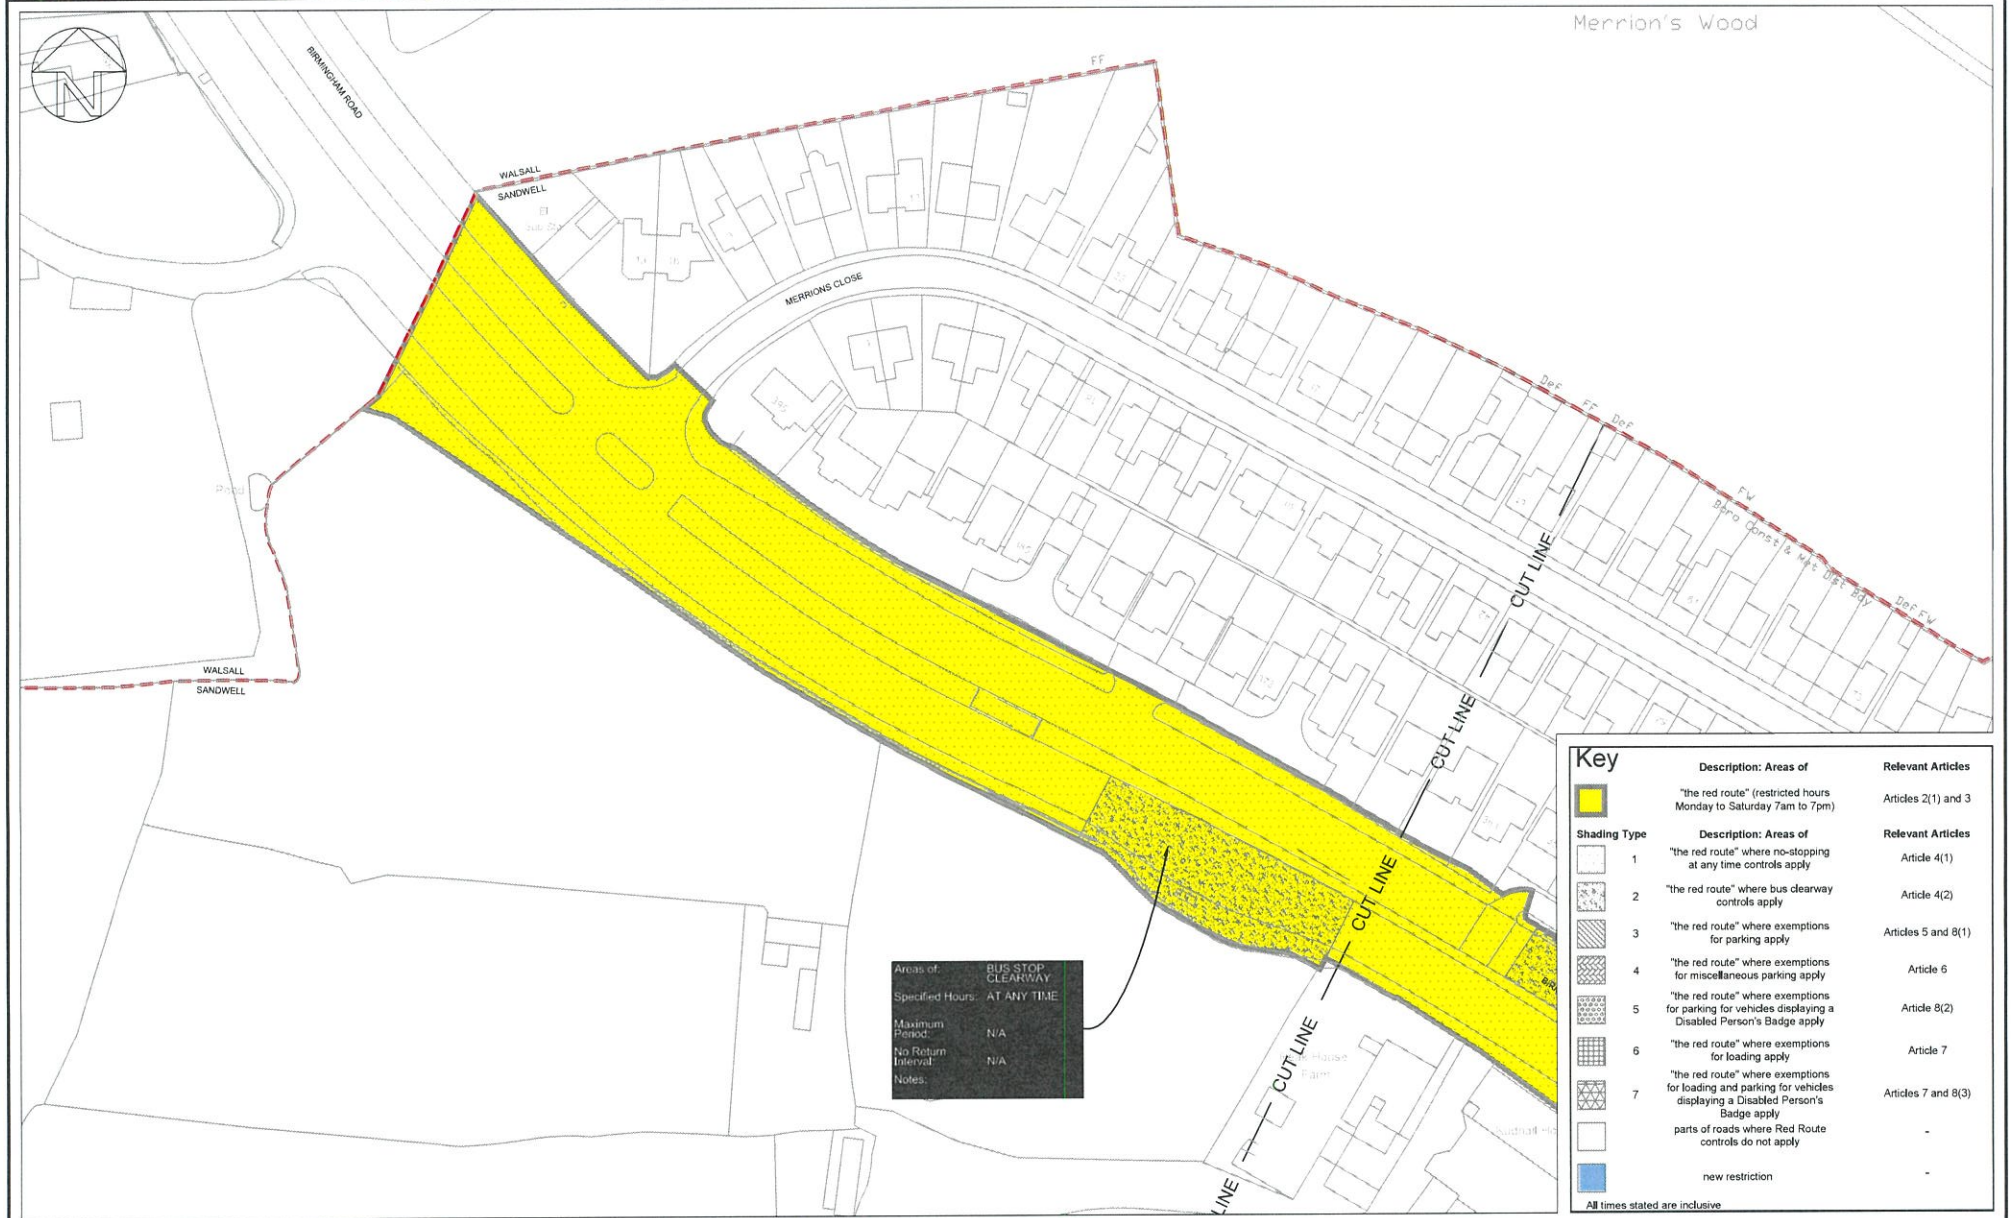 Merrion's Wood
N
BIRMINGHAM ROAD
FF
WALSALL
SANDWELL
El
Sub Sta
MERRIONS CLOSE
395
Def
FF
Def
FW
Boro Const & Met Dist Bdy
Def FW
Pond
WALSALL
SANDWELL
CUT LINE
CUT LINE
CUT LINE
CUT LINE
LINE
Areas of: BUS STOP
CLEARWAY
Specified Hours: AT ANY TIME
Maximum
Period: N/A
No Return
Interval: N/A
Notes:
Key
Description: Areas of Relevant Articles
"the red route" (restricted hours
Monday to Saturday 7am to 7pm) Articles 2(1) and 3
Shading Type Description: Areas of Relevant Articles
1 "the red route" where no-stopping
at any time controls apply Article 4(1)
2 "the red route" where bus clearway
controls apply Article 4(2)
3 "the red route" where exemptions
for parking apply Articles 5 and 8(1)
4 "the red route" where exemptions
for miscellaneous parking apply Article 6
5 "the red route" where exemptions
for parking for vehicles displaying a
Disabled Person's Badge apply Article 8(2)
6 "the red route" where exemptions
for loading apply Article 7
7 "the red route" where exemptions
for loading and parking for vehicles
displaying a Disabled Person's
Badge apply Articles 7 and 8(3)
parts of roads where Red Route
controls do not apply -
new restriction -
All times stated are inclusive